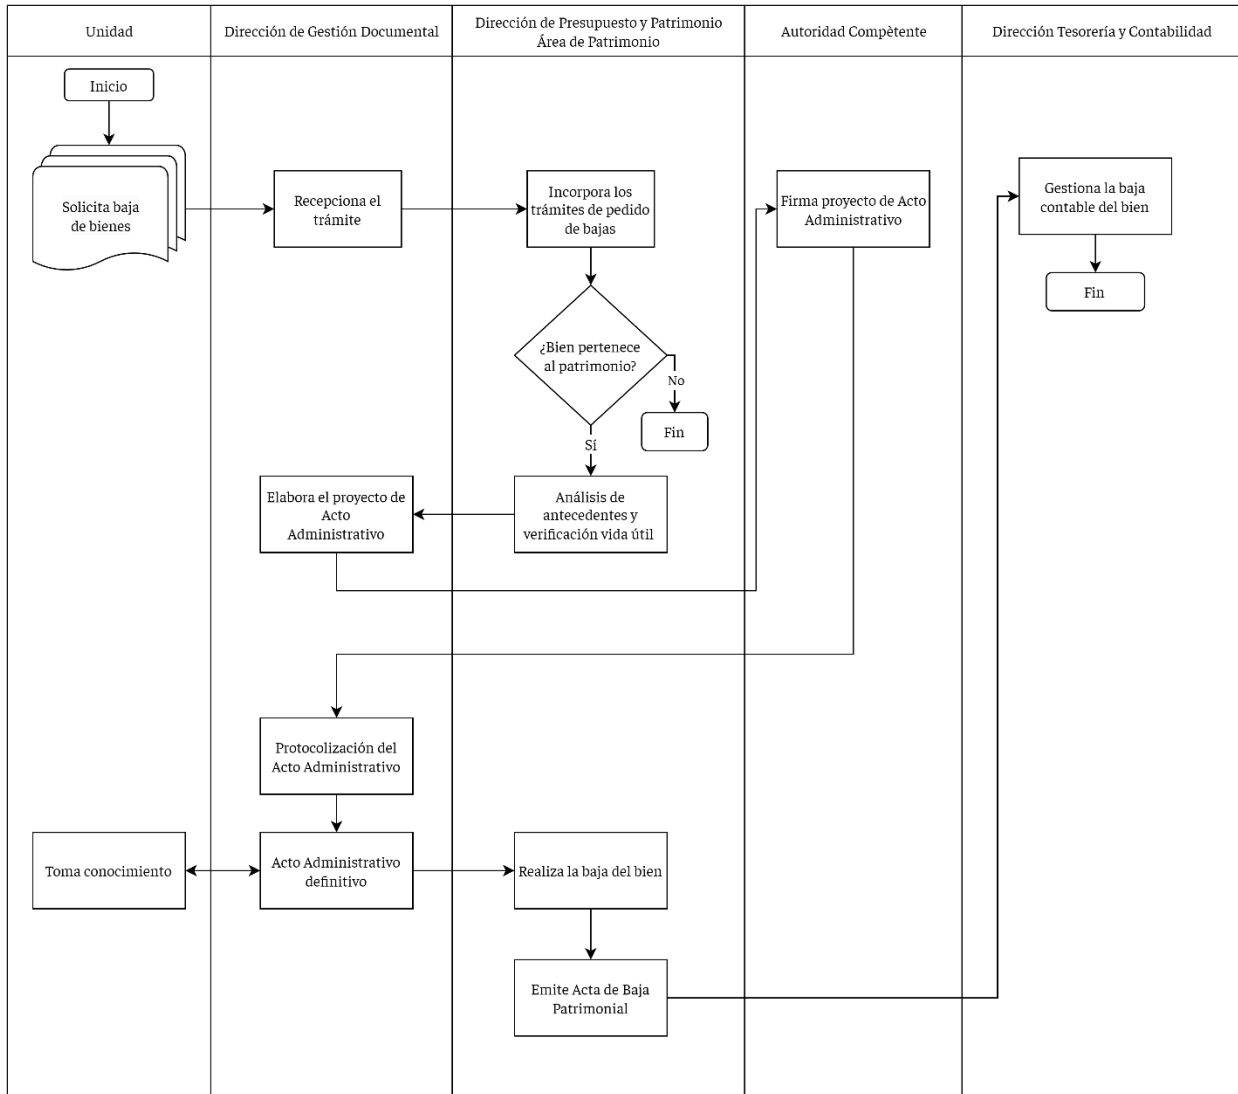 Unidad
Dirección de Gestión Documental
Dirección de Presupuesto y Patrimonio
Área de Patrimonio
Autoridad Compètente
Dirección Tesorería y Contabilidad
Inicio
Solicita baja
de bienes
Recepciona el
trámite
Incorpora los
trámites de pedido
de bajas
Firma proyecto de Acto
Administrativo
Gestiona la baja
contable del bien
Fin
¿Bien pertenece
al patrimonio?
No
Fin
Sí
Elabora el proyecto de
Acto
Administrativo
Análisis de
antecedentes y
verificación vida útil
Protocolización del
Acto Administrativo
Toma conocimiento
Acto Administrativo
definitivo
Realiza la baja del bien
Emite Acta de Baja
Patrimonial